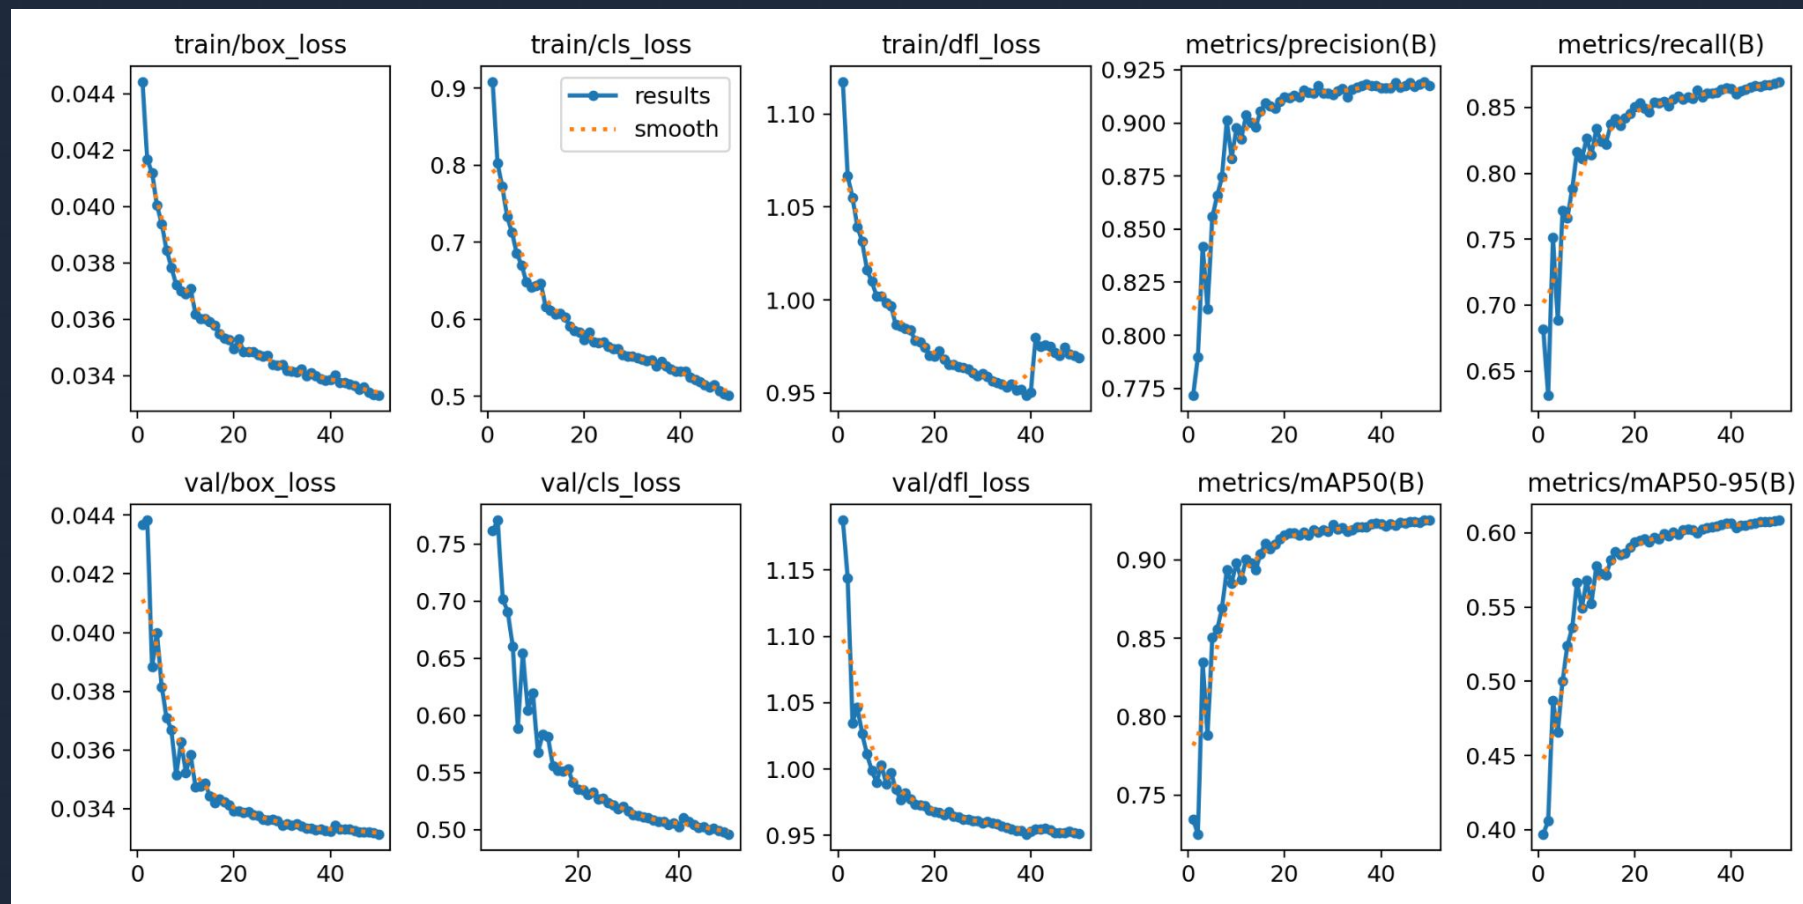 train/box_loss
train/cls_loss
train/dfl_loss
metrics/precision(B)
metrics/recall(B)
0.044
0.042
0.040
0.038
0.036
0.034
0 20 40
0.9
0.8
0.7
0.6
0.5
results
smooth
0 20 40
1.10
1.05
1.00
0.95
0 20 40
0.925
0.900
0.875
0.850
0.825
0.800
0.775
0 20 40
0.85
0.80
0.75
0.70
0.65
0 20 40
val/box_loss
val/cls_loss
val/dfl_loss
metrics/mAP50(B)
metrics/mAP50-95(B)
0.044
0.042
0.040
0.038
0.036
0.034
0 20 40
0.75
0.70
0.65
0.60
0.55
0.50
20 40
1.15
1.10
1.05
1.00
0.95
0 20 40
0.90
0.85
0.80
0.75
0 20 40
0.60
0.55
0.50
0.45
0.40
0 20 40